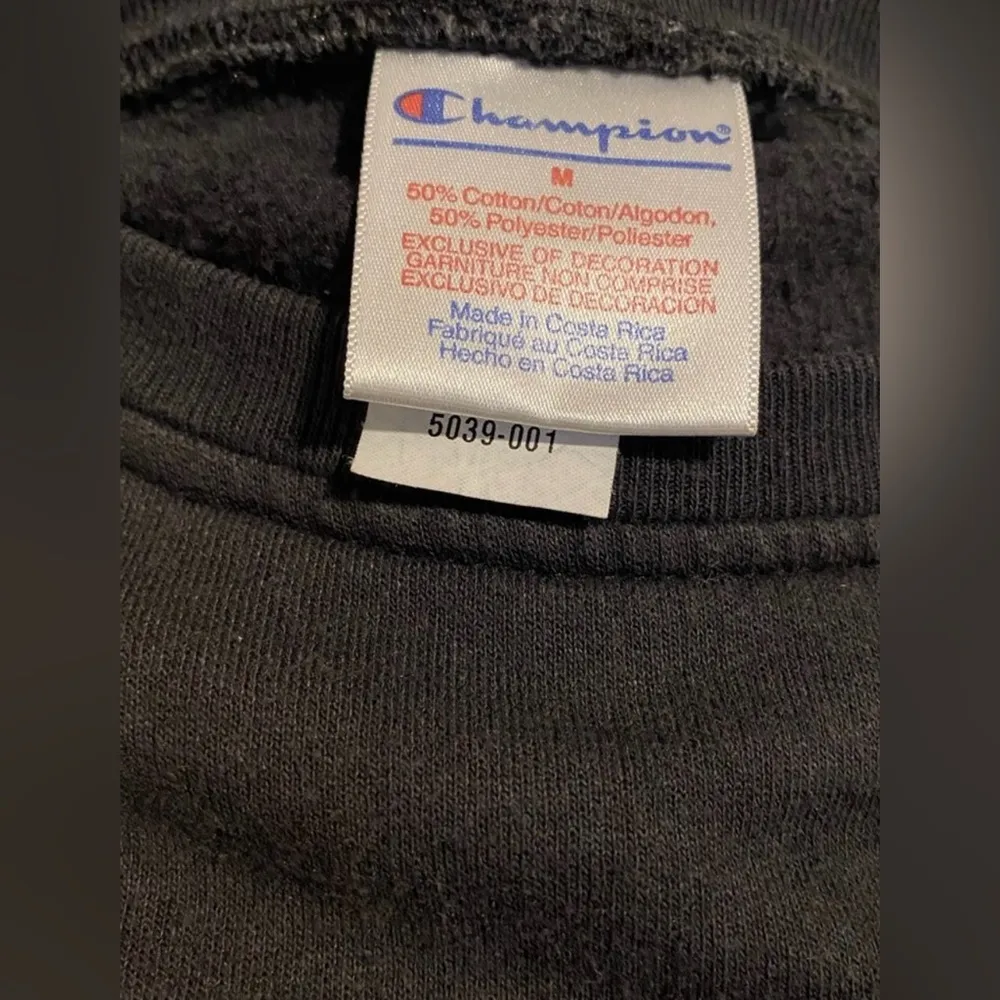 Champion®
M
50% Cotton/Coton/Algodon,
50% Polyester/Poliester
EXCLUSIVE OF DECORATION
GARNITURE NON COMPRISE
EXCLUSIVO DE DECORACION
Made in Costa Rica
Fabriqué au Costa Rica
Hecho en Costa Rica
5039-001